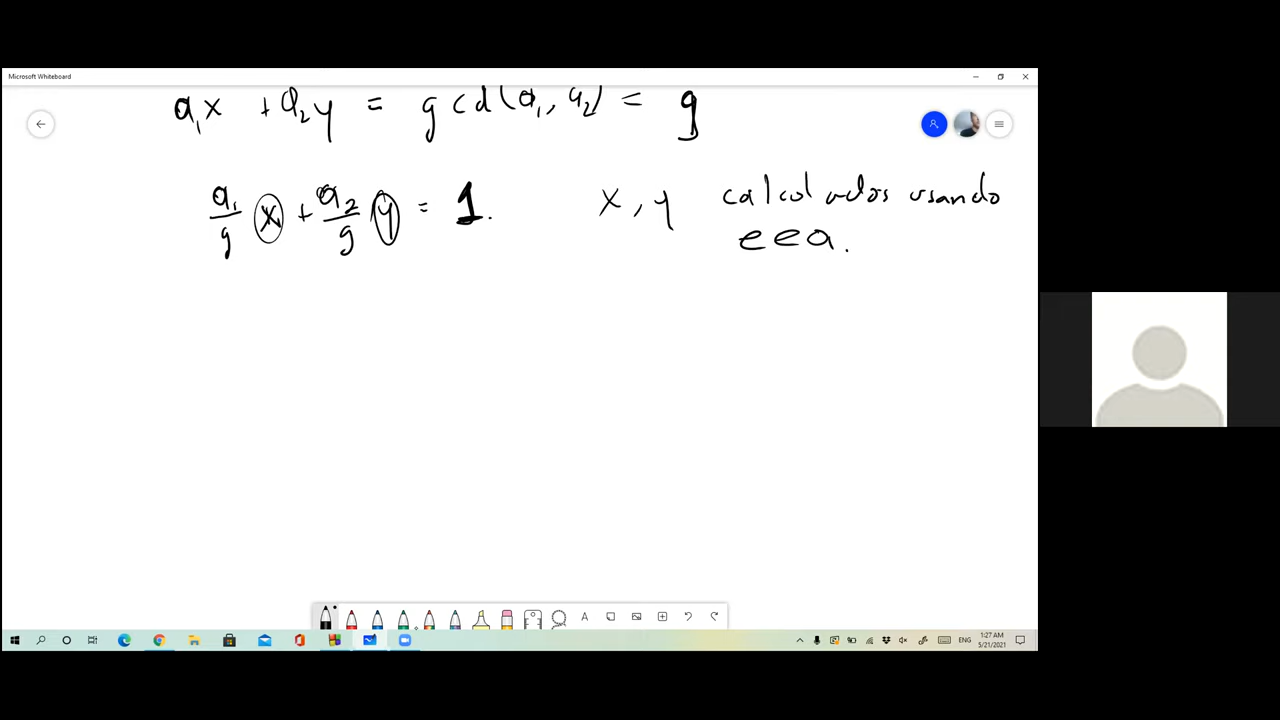 Microsoft Whiteboard
a₁x + a₂y = gcd(a₁, a₂) = g
a₁/g x + a₂/g y = 1.
x, y calculados usando
eea.
A
ENG
1:27 AM
5/21/2021